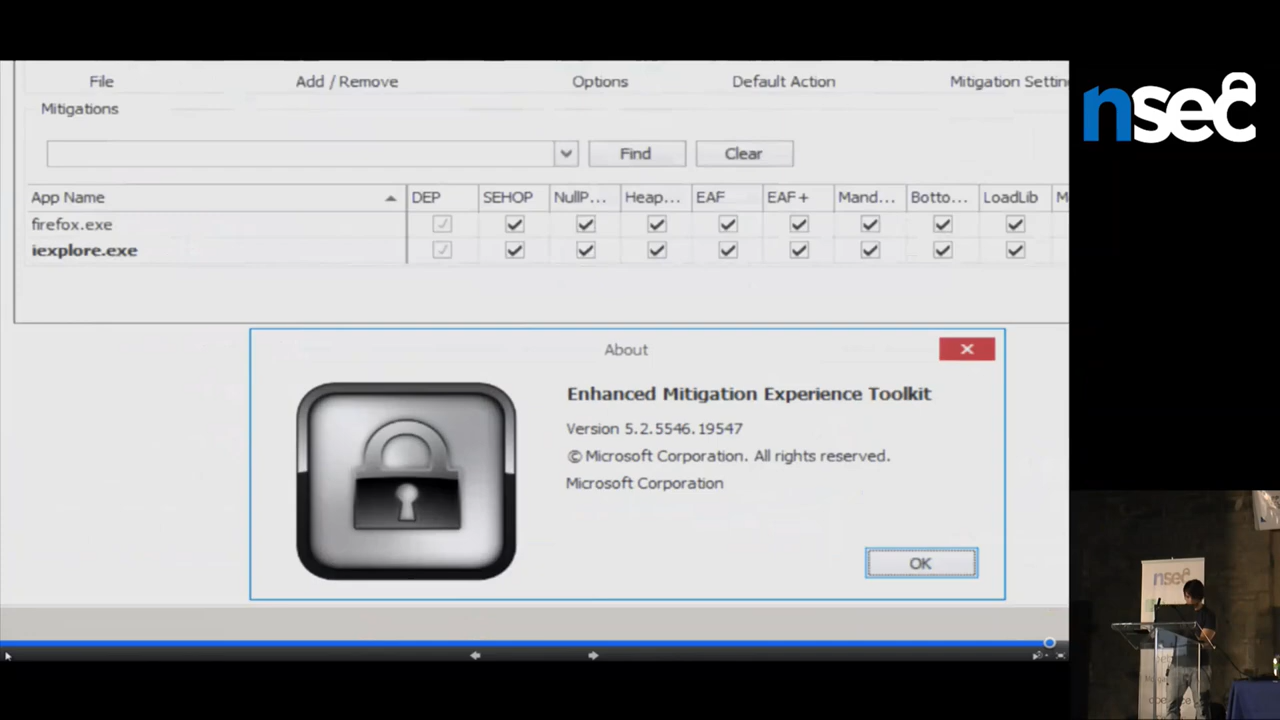 File Add / Remove Options Default Action Mitigation Settin
Mitigations
Find Clear
App Name DEP SEHOP NullP... Heap... EAF EAF+ Mand... Botto... LoadLib M
firefox.exe
iexplore.exe
About
Enhanced Mitigation Experience Toolkit
Version 5.2.5546.19547
© Microsoft Corporation. All rights reserved.
Microsoft Corporation
OK
nsec
nsec